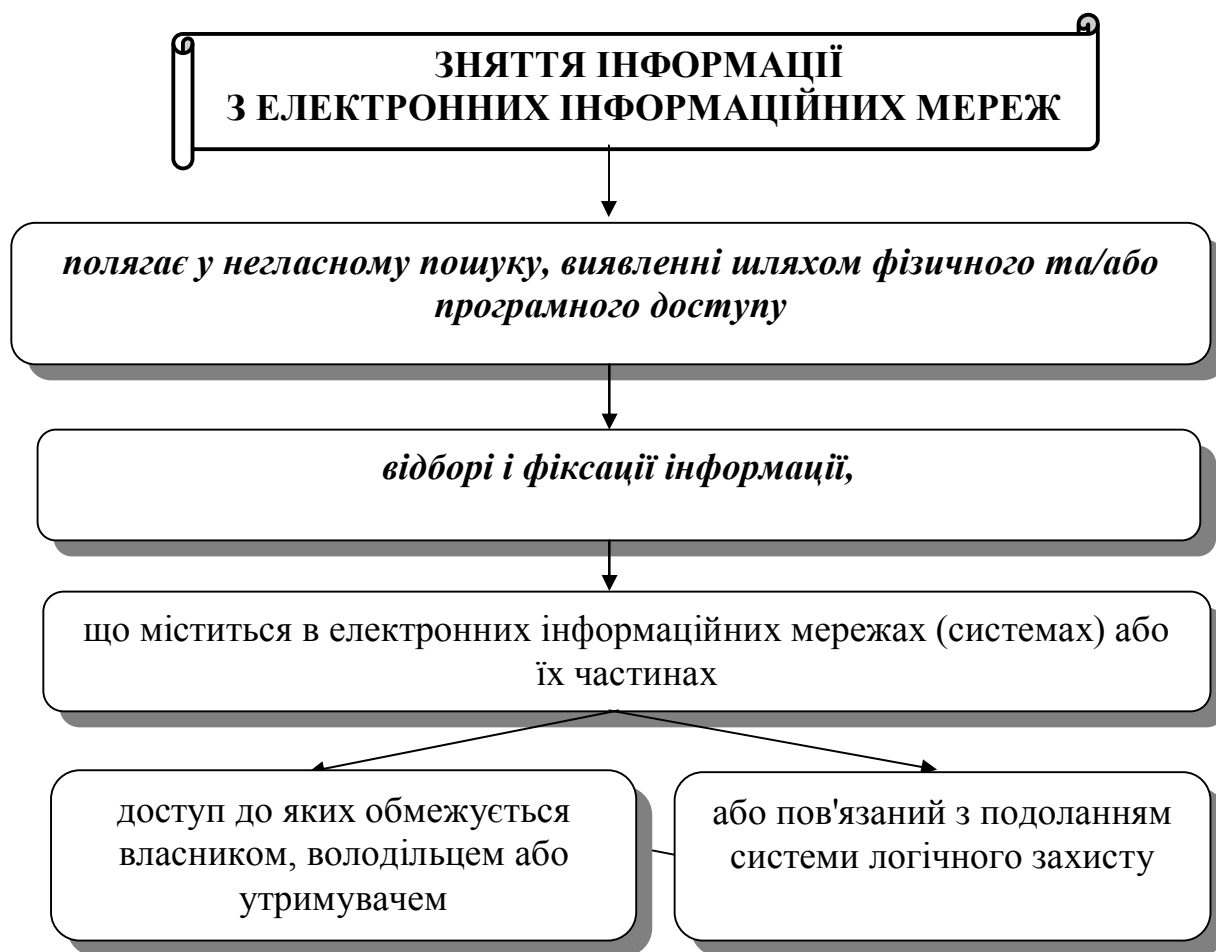 ЗНЯТТЯ ІНФОРМАЦІЇ
З ЕЛЕКТРОННИХ ІНФОРМАЦІЙНИХ МЕРЕЖ
полягає у негласному пошуку, виявленні шляхом фізичного та/або
програмного доступу
відборі і фіксації інформації,
що міститься в електронних інформаційних мережах (системах) або
їх частинах
доступ до яких обмежується
власником, володільцем або
утримувачем
або пов'язаний з подоланням
системи логічного захисту